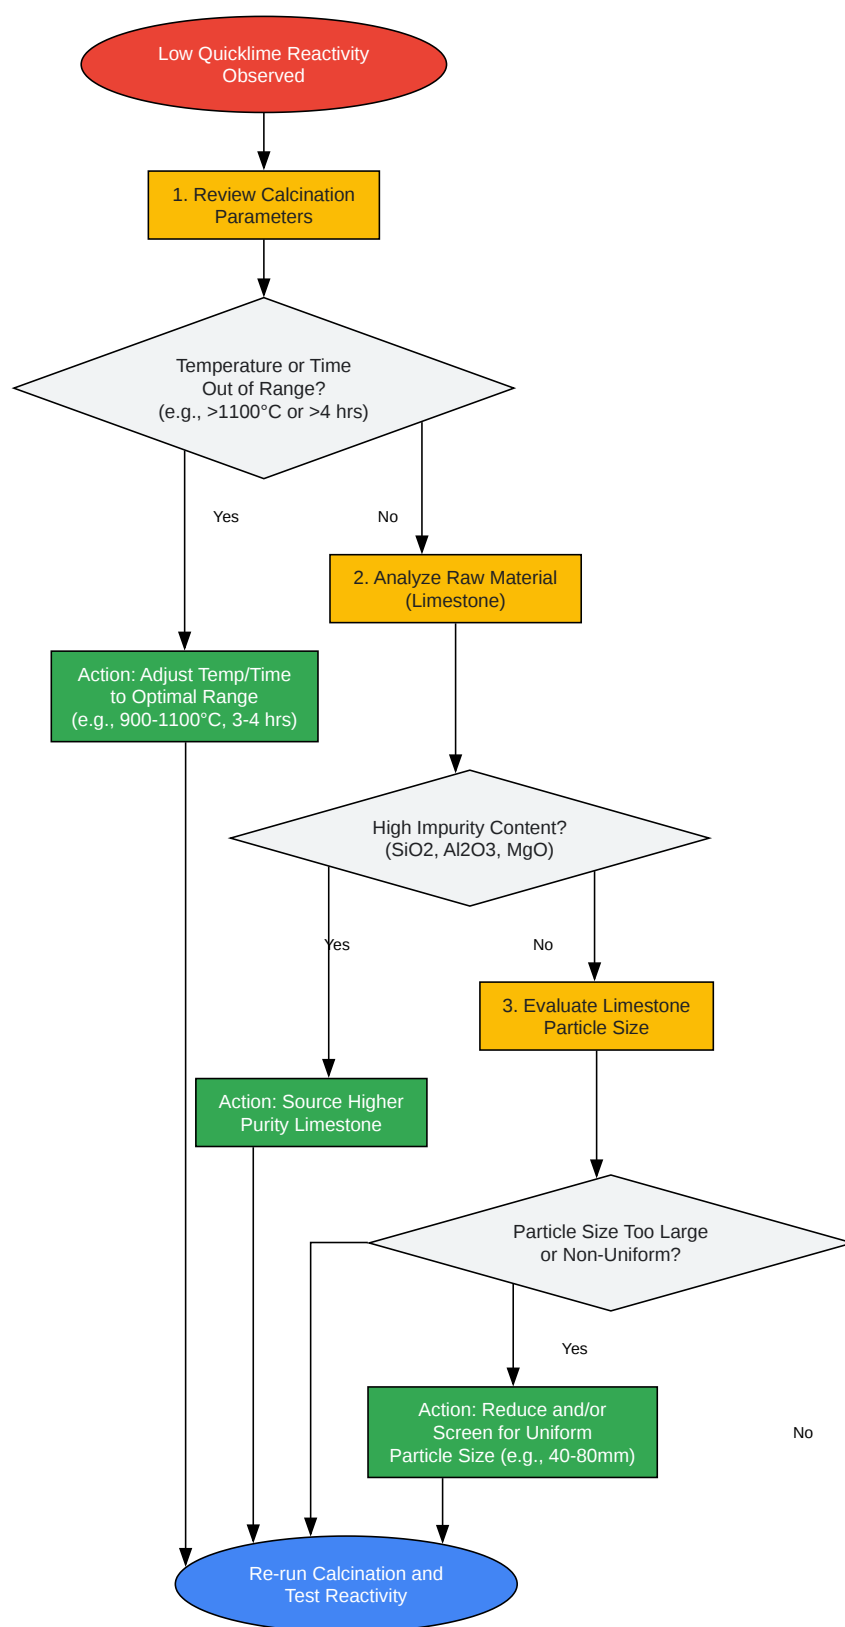 Low Quicklime Reactivity
Observed
1. Review Calcination
Parameters
Temperature or Time
Out of Range?
(e.g., >1100°C or >4 hrs)
Yes
No
2. Analyze Raw Material
(Limestone)
Action: Adjust Temp/Time
to Optimal Range
(e.g., 900-1100°C, 3-4 hrs)
High Impurity Content?
(SiO2, Al2O3, MgO)
Yes
No
3. Evaluate Limestone
Particle Size
Action: Source Higher
Purity Limestone
Particle Size Too Large
or Non-Uniform?
Yes
Action: Reduce and/or
Screen for Uniform
Particle Size (e.g., 40-80mm)
No
Re-run Calcination and
Test Reactivity